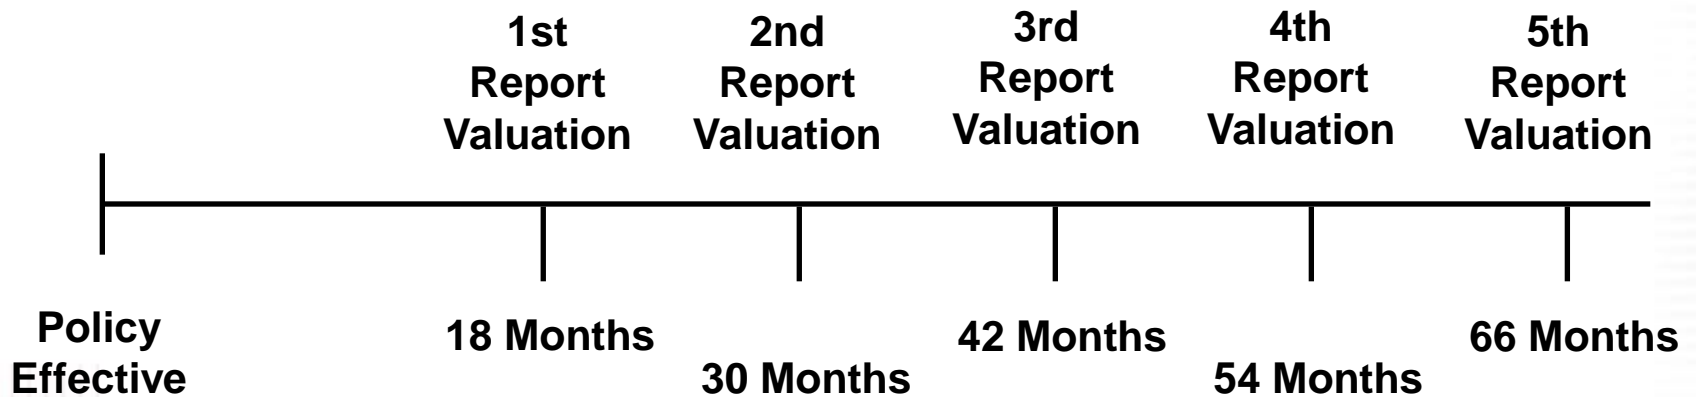 1st
Report
Valuation
2nd
Report
Valuation
3rd
Report
Valuation
4th
Report
Valuation
5th
Report
Valuation
Policy
Effective
18 Months
30 Months
42 Months
54 Months
66 Months